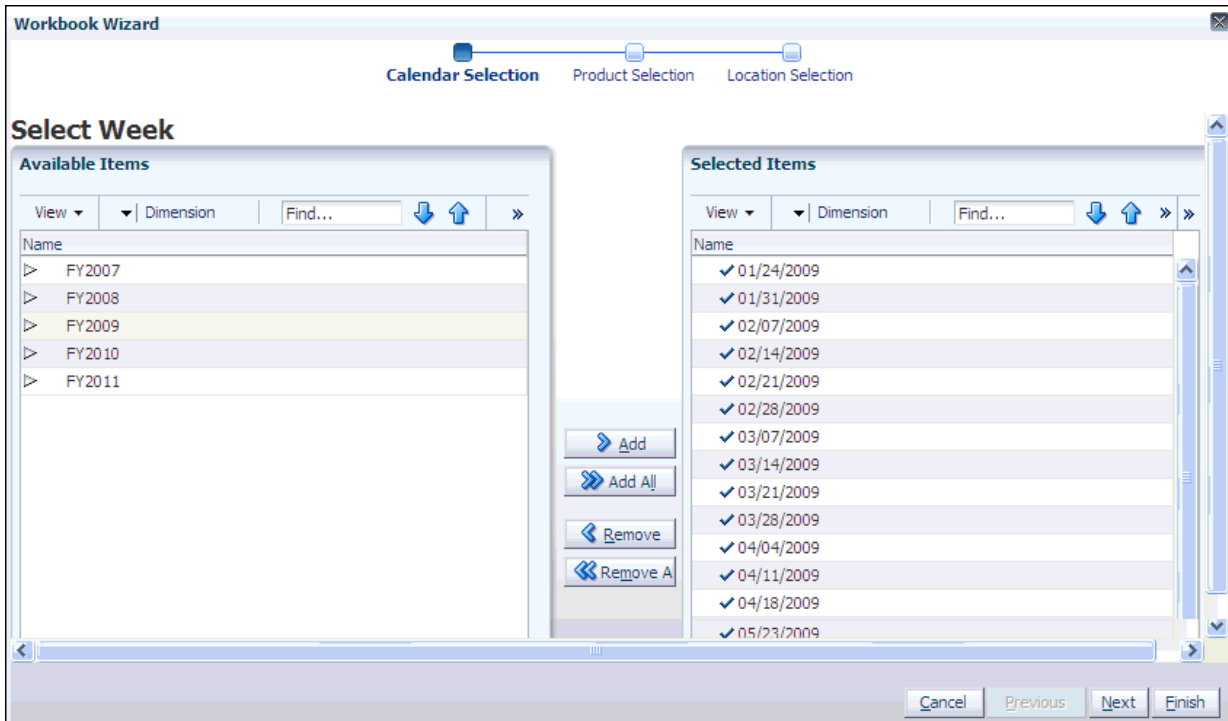 Workbook Wizard
Calendar Selection Product Selection Location Selection
Select Week
Available Items
View Dimension Find... »
Name
FY2007
FY2008
FY2009
FY2010
FY2011
Add
Add All
Remove
Remove A
Selected Items
View Dimension Find... » »
Name
01/24/2009
01/31/2009
02/07/2009
02/14/2009
02/21/2009
02/28/2009
03/07/2009
03/14/2009
03/21/2009
03/28/2009
04/04/2009
04/11/2009
04/18/2009
05/23/2009
Cancel Previous Next Finish